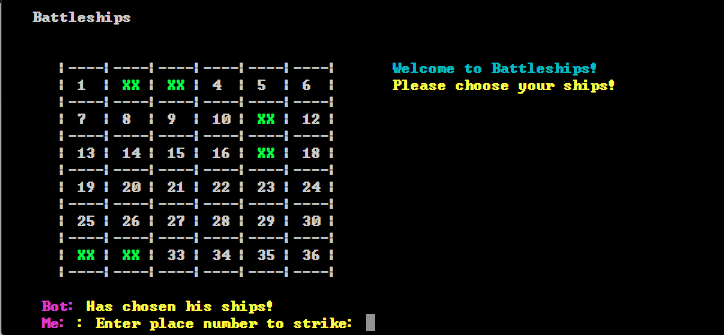 Battleships
|----|----|----|----|----|----|
| 1 | XX | XX | 4 | 5 | 6 |
|----|----|----|----|----|----|
| 7 | 8 | 9 | 10 | XX | 12 |
|----|----|----|----|----|----|
| 13 | 14 | 15 | 16 | XX | 18 |
|----|----|----|----|----|----|
| 19 | 20 | 21 | 22 | 23 | 24 |
|----|----|----|----|----|----|
| 25 | 26 | 27 | 28 | 29 | 30 |
|----|----|----|----|----|----|
| XX | XX | 33 | 34 | 35 | 36 |
|----|----|----|----|----|----|
Welcome to Battleships!
Please choose your ships!
Bot: Has chosen his ships!
Me: : Enter place number to strike: